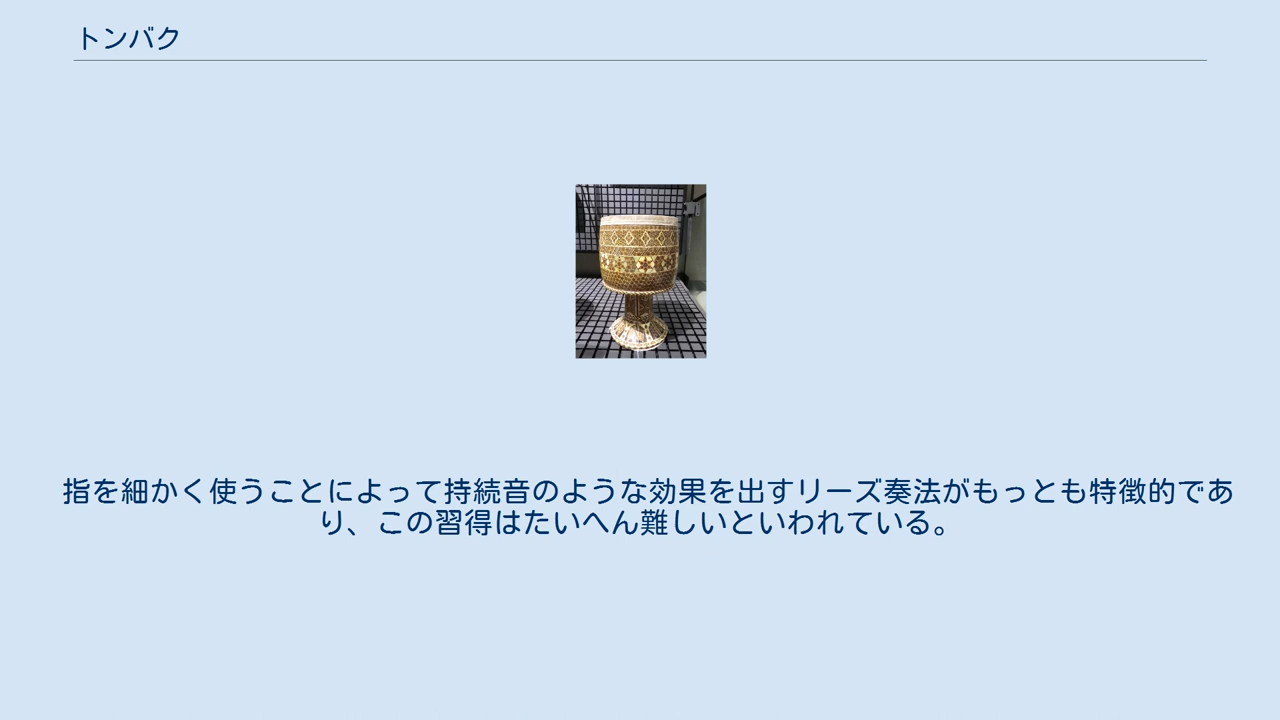 トンバク
指を細かく使うことによって持続音のような効果を出すリーズ奏法がもっとも特徴的であ
り、この習得はたいへん難しいといわれている。